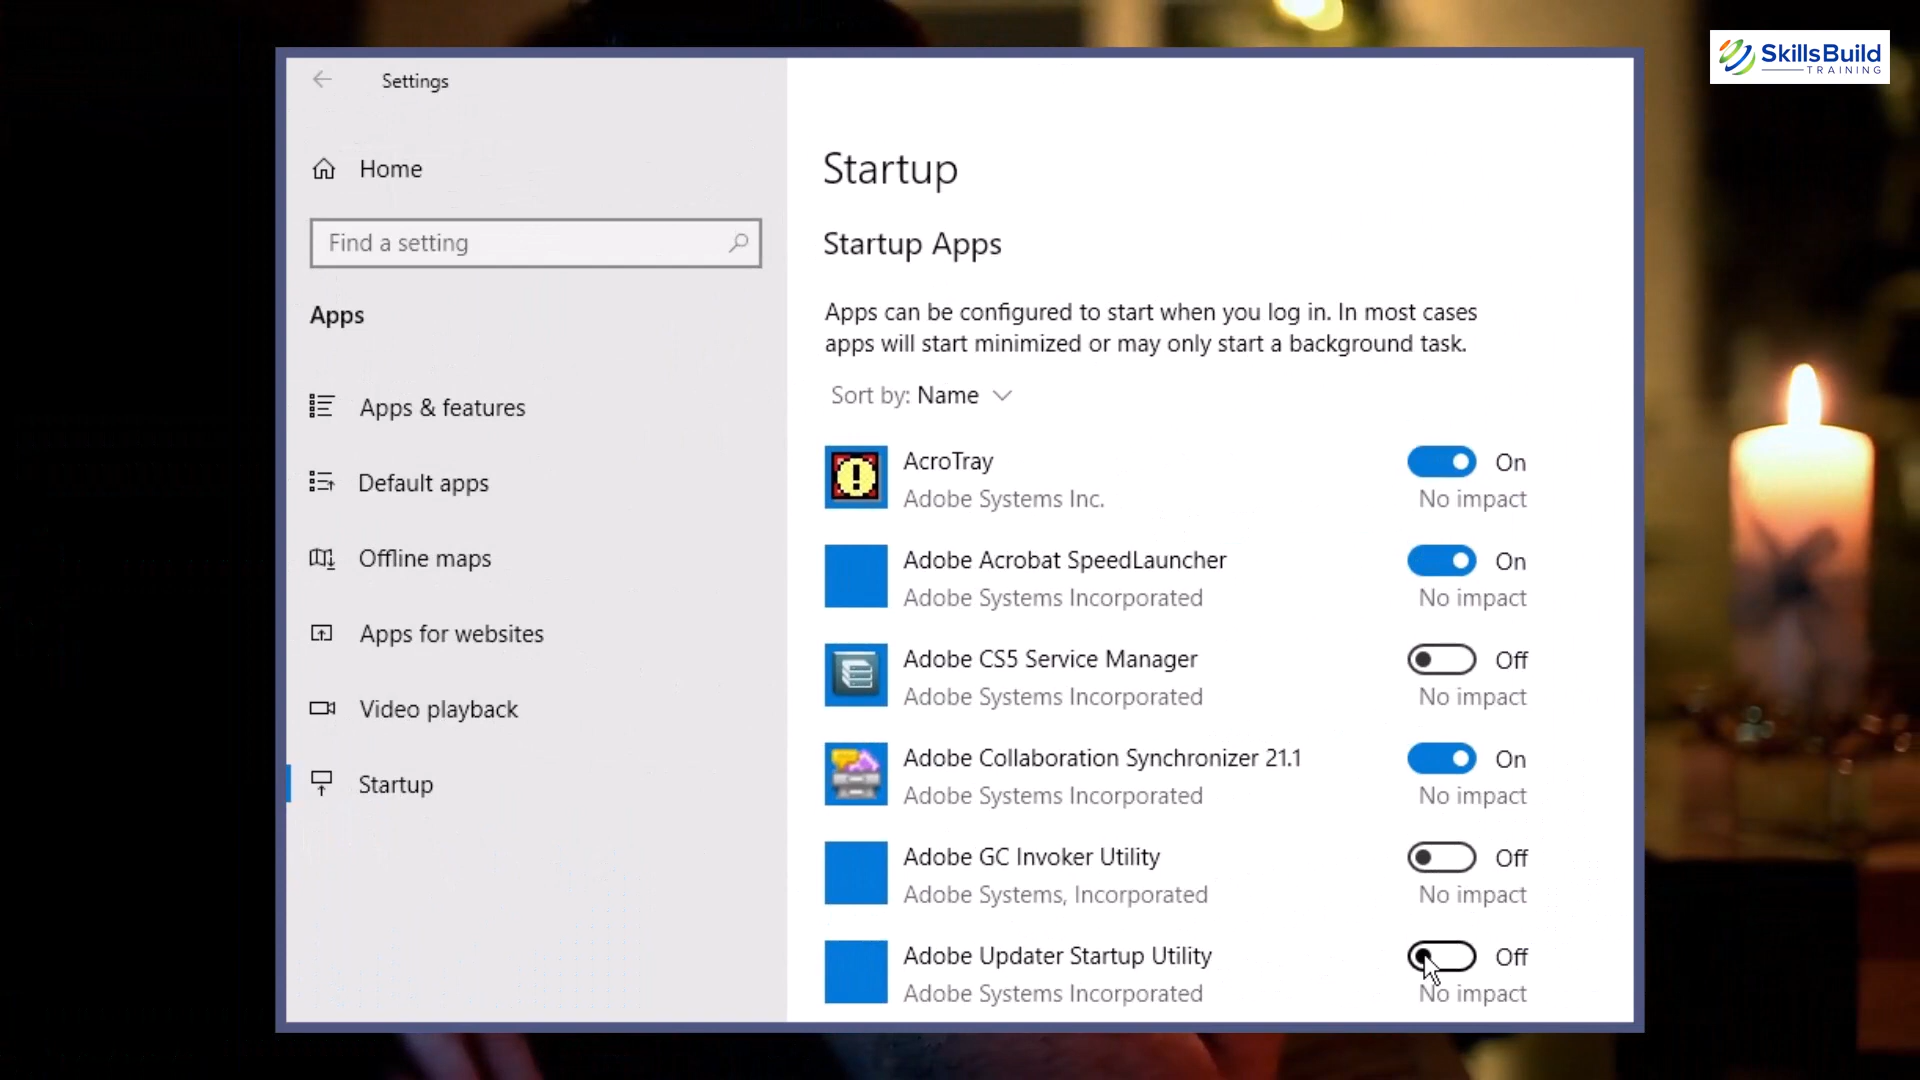 SkillsBuild
TRAINING
Settings
Home
Find a setting
Apps
Apps & features
Default apps
Offline maps
Apps for websites
Video playback
Startup
Startup
Startup Apps
Apps can be configured to start when you log in. In most cases
apps will start minimized or may only start a background task.
Sort by: Name
AcroTray On
Adobe Systems Inc. No impact
Adobe Acrobat SpeedLauncher On
Adobe Systems Incorporated No impact
Adobe CS5 Service Manager Off
Adobe Systems Incorporated No impact
Adobe Collaboration Synchronizer 21.1 On
Adobe Systems Incorporated No impact
Adobe GC Invoker Utility Off
Adobe Systems, Incorporated No impact
Adobe Updater Startup Utility Off
Adobe Systems Incorporated No impact